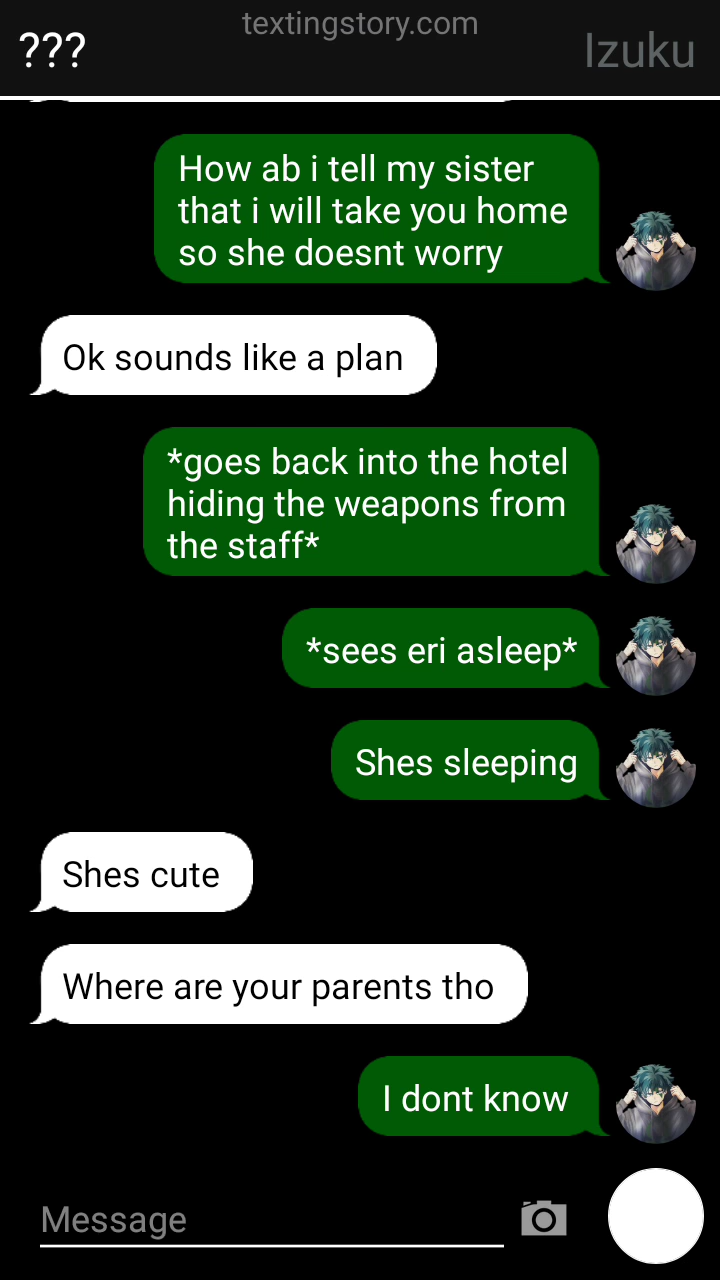 textingstory.com
???
Izuku
How ab i tell my sister
that i will take you home
so she doesnt worry
Ok sounds like a plan
*goes back into the hotel
hiding the weapons from
the staff*
*sees eri asleep*
Shes sleeping
Shes cute
Where are your parents tho
I dont know
Message